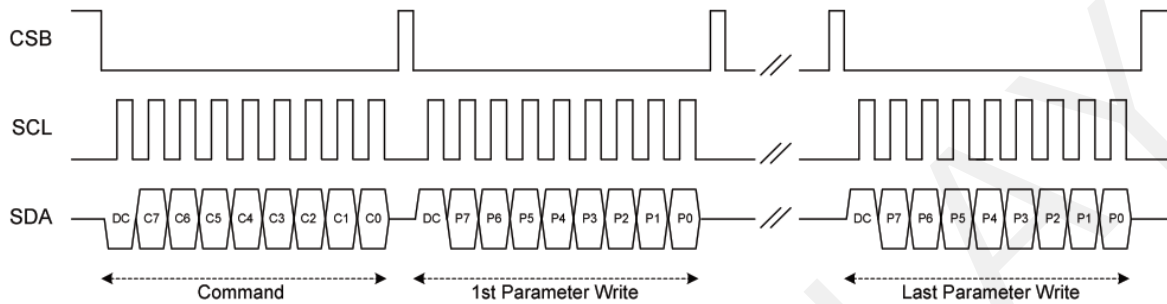 CSB
SCL
SDA DC C7 C6 C5 C4 C3 C2 C1 C0 DC P7 P6 P5 P4 P3 P2 P1 P0 DC P7 P6 P5 P4 P3 P2 P1 P0
Command 1st Parameter Write Last Parameter Write